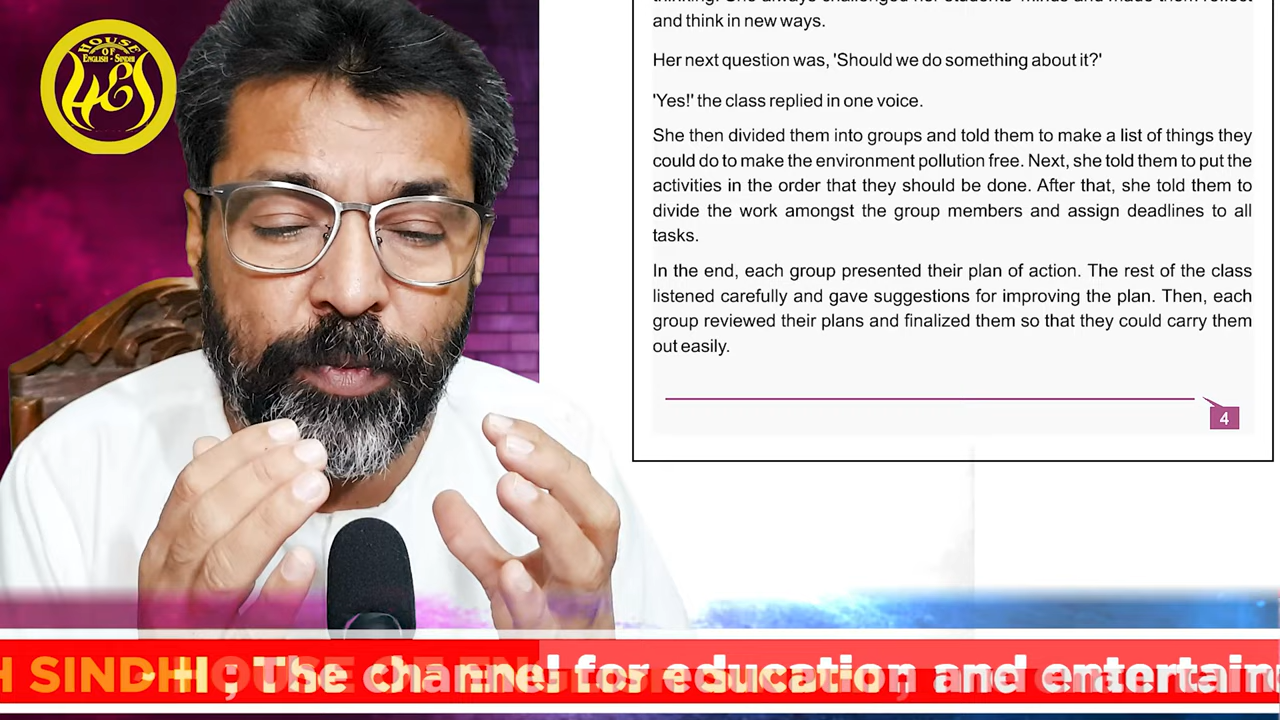 HOUSE
OF
ENGLISH - SINDHI
and think in new ways.
Her next question was, 'Should we do something about it?'
'Yes!' the class replied in one voice.
She then divided them into groups and told them to make a list of things they
could do to make the environment pollution free. Next, she told them to put the
activities in the order that they should be done. After that, she told them to
divide the work amongst the group members and assign deadlines to all
tasks.
In the end, each group presented their plan of action. The rest of the class
listened carefully and gave suggestions for improving the plan. Then, each
group reviewed their plans and finalized them so that they could carry them
out easily.
4
H SINDHI ; The channel for education and entertain